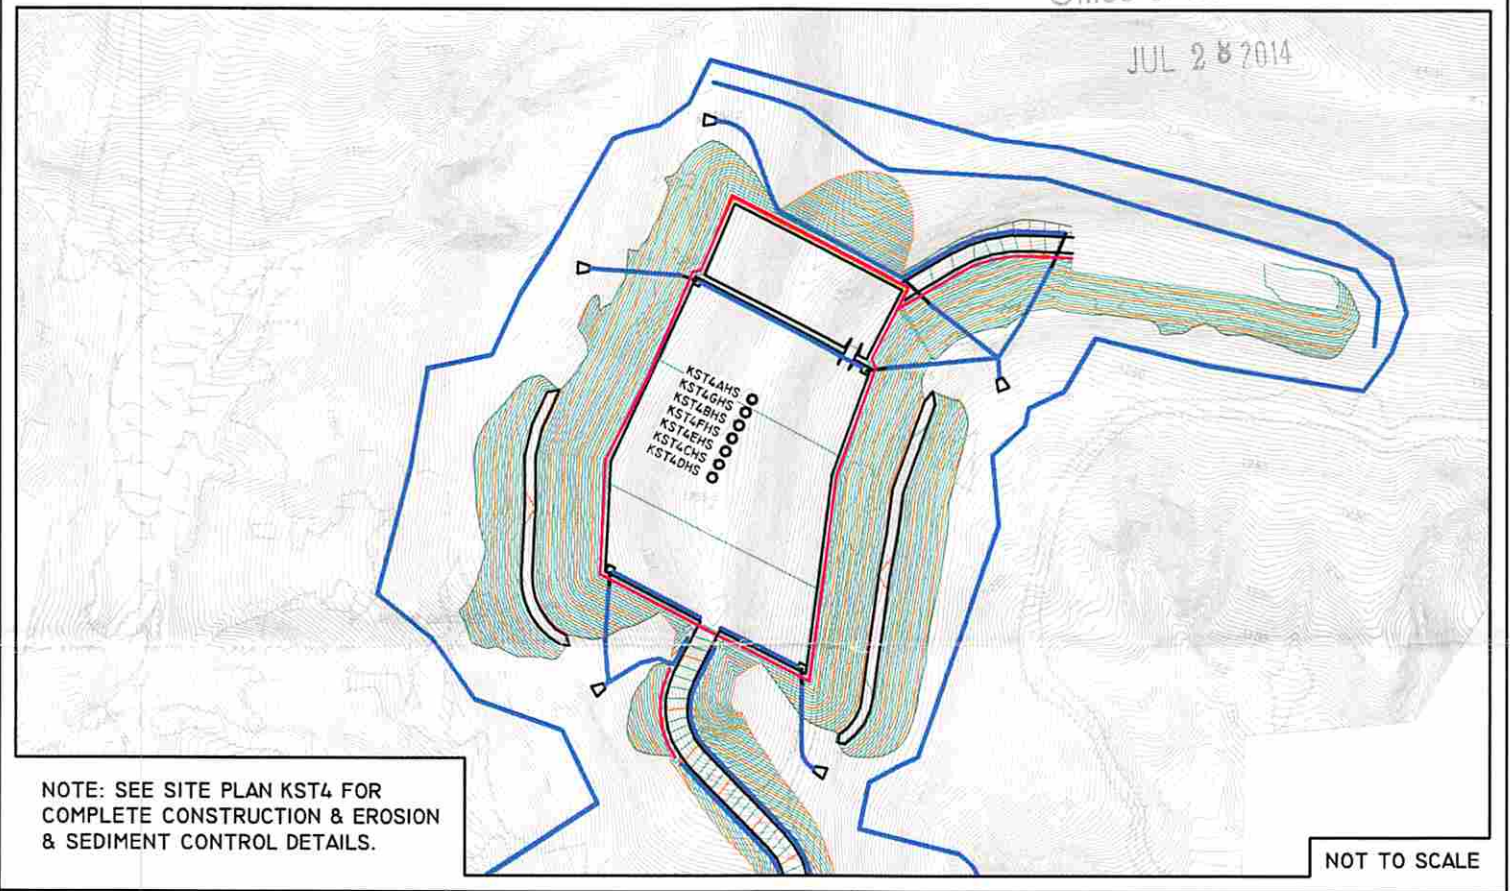 JUL 28 2014
KST4AHS
KST4GHS
KST4BHS
KST4FHS
KST4EHS
KST4CHS
KST4DHS
NOTE: SEE SITE PLAN KST4 FOR
COMPLETE CONSTRUCTION & EROSION
& SEDIMENT CONTROL DETAILS.
NOT TO SCALE